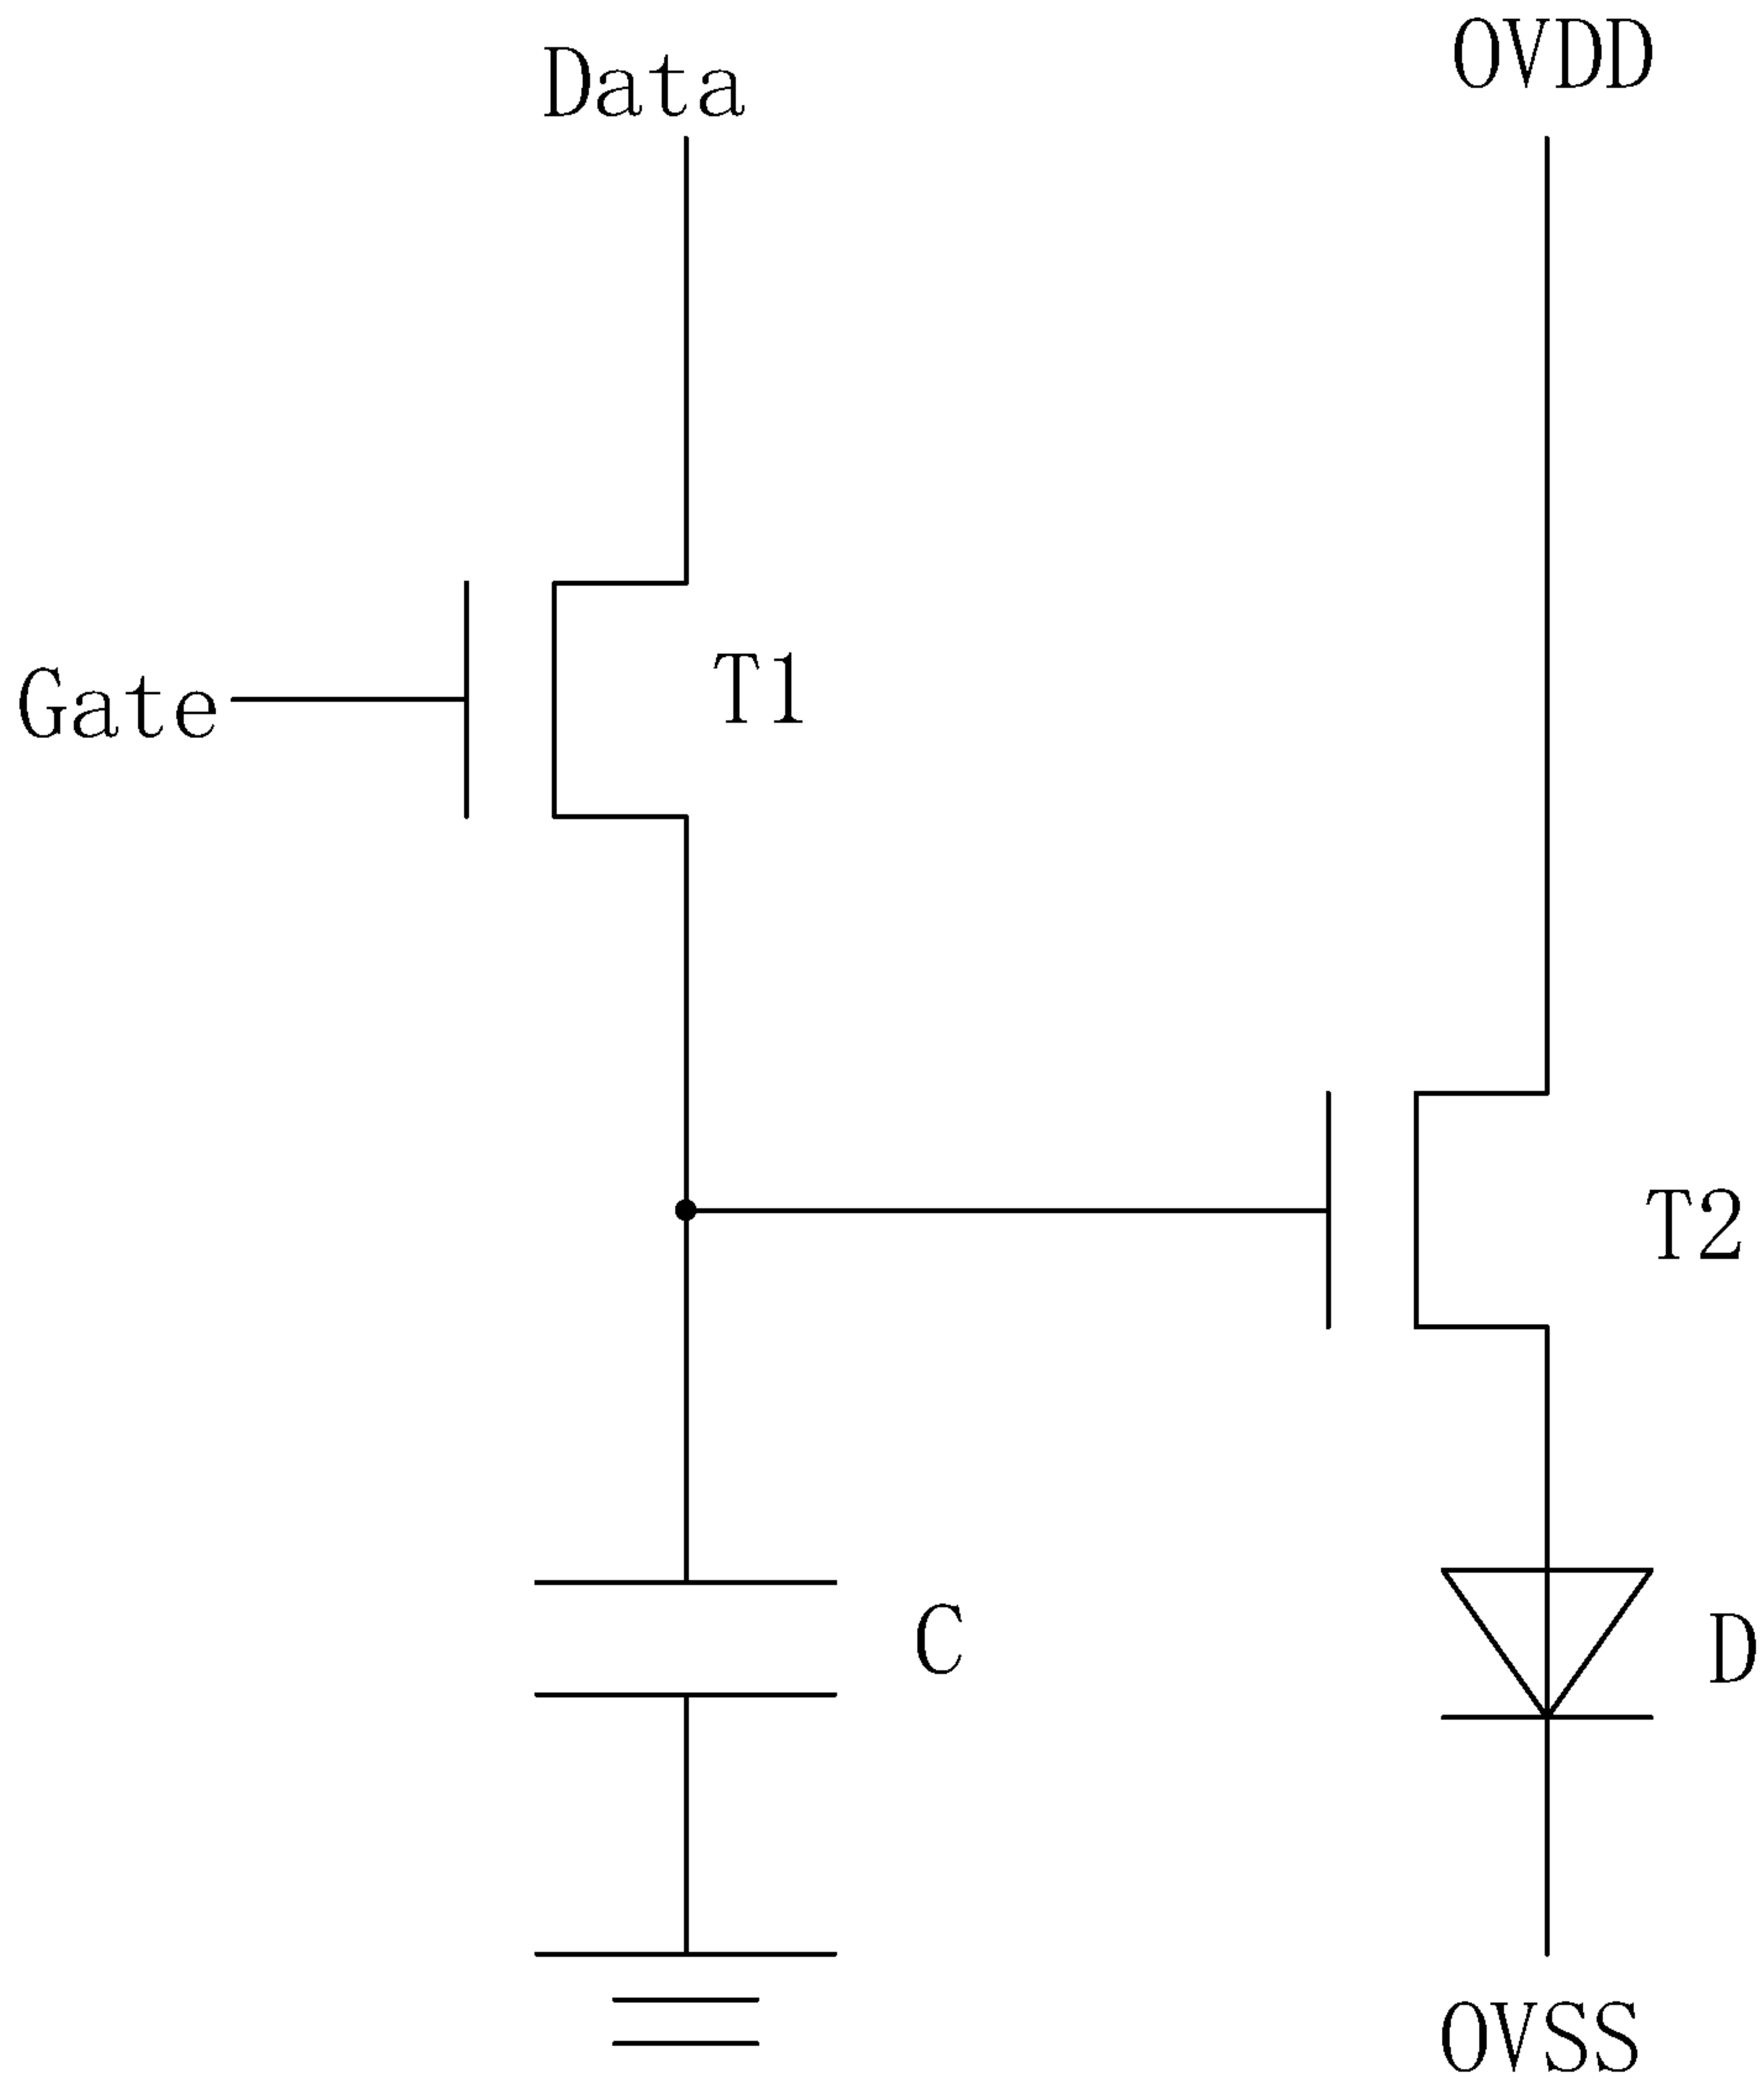 Data
OVDD
Gate
T1
T2
C
D
OVSS